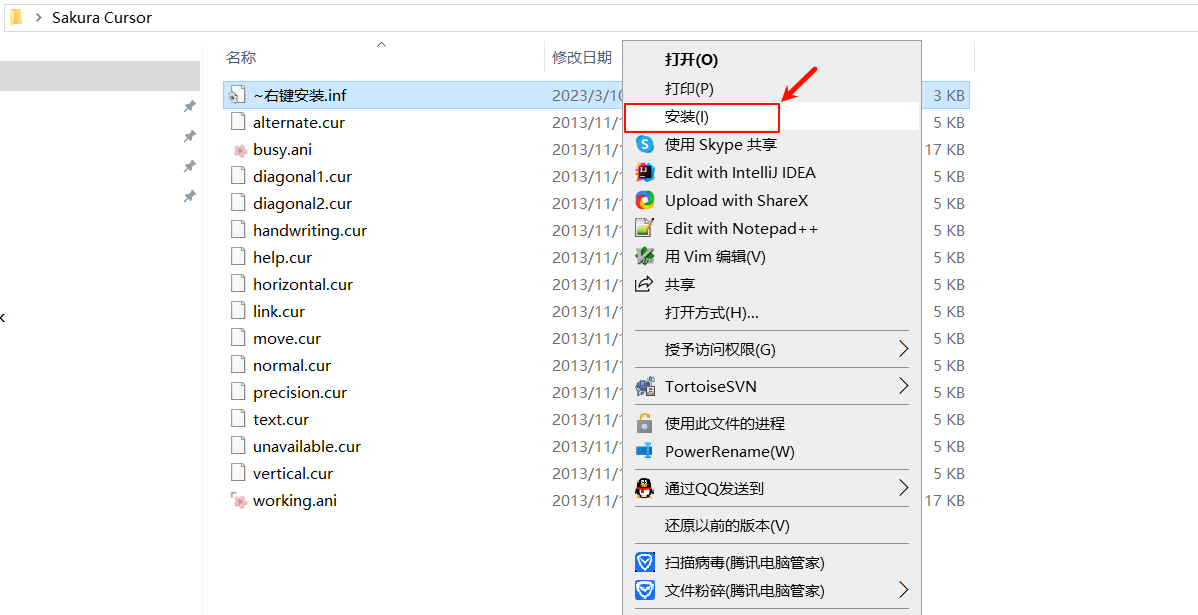 Sakura Cursor
名称 修改日期
~右键安装.inf 2023/3/10 3 KB
alternate.cur 2013/11/1 5 KB
busy.ani 2013/11/1 17 KB
diagonal1.cur 2013/11/1 5 KB
diagonal2.cur 2013/11/1 5 KB
handwriting.cur 2013/11/1 5 KB
help.cur 2013/11/1 5 KB
horizontal.cur 2013/11/1 5 KB
link.cur 2013/11/1 5 KB
move.cur 2013/11/1 5 KB
normal.cur 2013/11/1 5 KB
precision.cur 2013/11/1 5 KB
text.cur 2013/11/1 5 KB
unavailable.cur 2013/11/1 5 KB
vertical.cur 2013/11/1 5 KB
working.ani 2013/11/1 17 KB
打开(O)
打印(P)
安装(I)
使用 Skype 共享
Edit with IntelliJ IDEA
Upload with ShareX
Edit with Notepad++
用 Vim 编辑(V)
共享
打开方式(H)...
授予访问权限(G)
TortoiseSVN
使用此文件的进程
PowerRename(W)
通过QQ发送到
还原以前的版本(V)
扫描病毒(腾讯电脑管家)
文件粉碎(腾讯电脑管家)